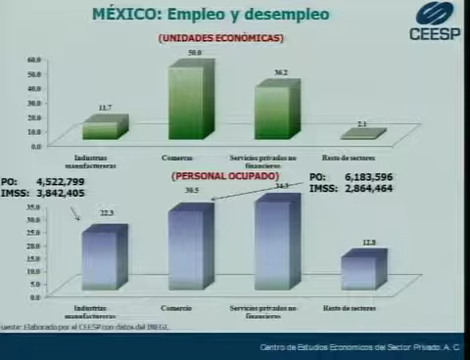 MÉXICO: Empleo y desempleo
CEESP
(UNIDADES ECONÓMICAS)
60.0
50.0
40.0
30.0
20.0
10.0
0.0
11.7
50.0
36.2
2.1
Industrias manufactureras
Comercio
Servicios privados no financieros
Resto de sectores
(PERSONAL OCUPADO)
PO: 4,522,799
IMSS: 3,842,405
PO: 6,183,596
IMSS: 2,864,464
35.0
30.0
25.0
20.0
15.0
10.0
5.0
0.0
22.3
30.5
34.3
12.8
Industrias manufactureras
Comercio
Servicios privados no financieros
Resto de sectores
Fuente: Elaborado por el CEESP con datos del INEGI.
Centro de Estudios Económicos del Sector Privado, A. C.